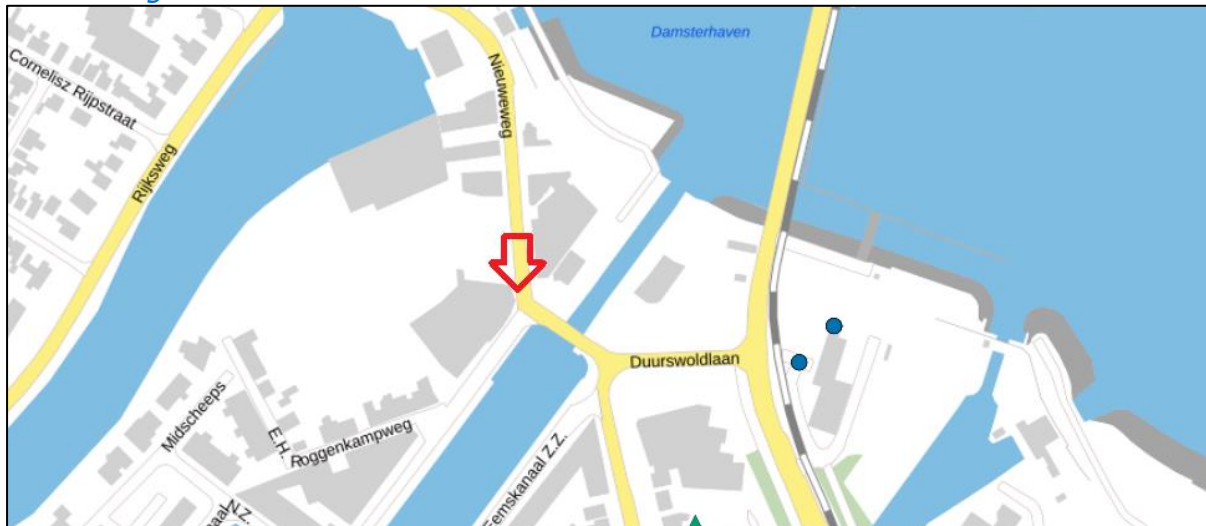 Damsterhaven
Cornelisz Rijpstraat
Nieuweweg
Rijksweg
Duurswoldlaan
Midscheeps
E.H.
Roggenkampweg
Eemskanaal Z.Z.
N.Z.